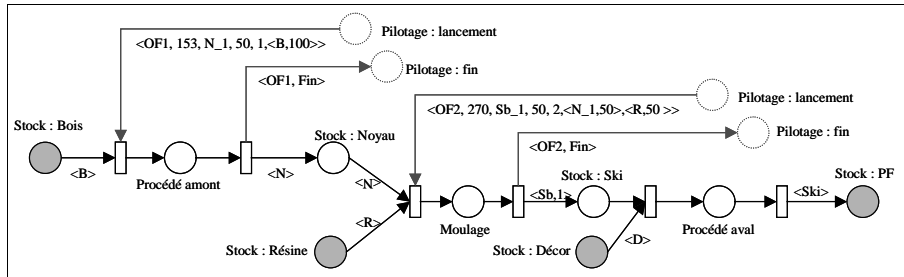 Pilotage : lancement
<OF1, 153, N_1, 50, 1,<B,100>>
Pilotage : fin
<OF1, Fin>
Pilotage : lancement
<OF2, 270, Sb_1, 50, 2,<N_1,50>,<R,50 >>
Stock : Bois
Stock : Noyau
Pilotage : fin
<OF2, Fin>
<B>
Procédé amont
<N>
<N>
Stock : Ski
Stock : PF
<Sb,1>
<Ski>
<R>
Moulage
Procédé aval
Stock : Résine
Stock : Décor
<D>